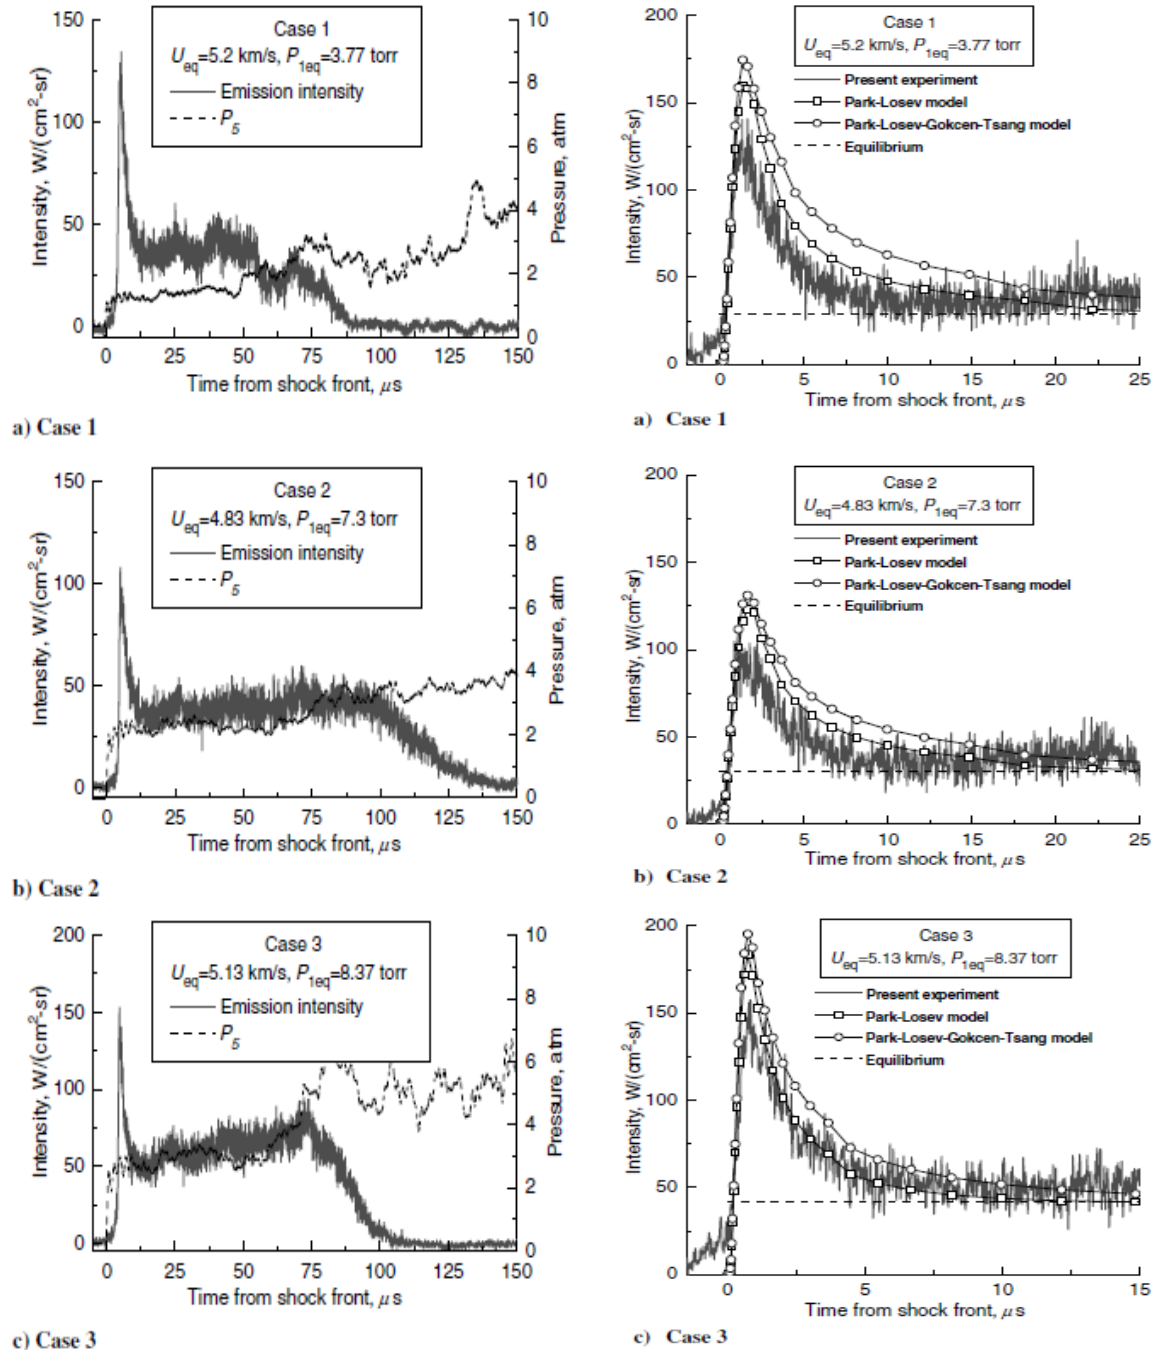 150
100
50
0
Intensity, W/(cm²-sr)
10
8
6
4
2
0
Pressure, atm
Case 1
U_eq=5.2 km/s, P_1eq=3.77 torr
Emission intensity
P_5
0 25 50 75 100 125 150
Time from shock front, μs
a) Case 1
200
150
100
50
0
Intensity, W/(cm²-sr)
Case 1
U_eq=5.2 km/s, P_1eq=3.77 torr
Present experiment
Park-Losev model
Park-Losev-Gokcen-Tsang model
Equilibrium
0 5 10 15 20 25
Time from shock front, μs
a) Case 1
150
100
50
0
Intensity, W/(cm²-sr)
10
8
6
4
2
0
Pressure, atm
Case 2
U_eq=4.83 km/s, P_1eq=7.3 torr
Emission intensity
P_5
0 25 50 75 100 125 150
Time from shock front, μs
b) Case 2
200
150
100
50
0
Intensity, W/(cm²-sr)
Case 2
U_eq=4.83 km/s, P_1eq=7.3 torr
Present experiment
Park-Losev model
Park-Losev-Gokcen-Tsang model
Equilibrium
0 5 10 15 20 25
Time from shock front, μs
b) Case 2
200
150
100
50
0
Intensity, W/(cm²-sr)
10
8
6
4
2
0
Pressure, atm
Case 3
U_eq=5.13 km/s, P_1eq=8.37 torr
Emission intensity
P_5
0 25 50 75 100 125 150
Time from shock front, μs
c) Case 3
200
150
100
50
0
Intensity, W/(cm²-sr)
Case 3
U_eq=5.13 km/s, P_1eq=8.37 torr
Present experiment
Park-Losev model
Park-Losev-Gokcen-Tsang model
Equilibrium
0 5 10 15
Time from shock front, μs
c) Case 3